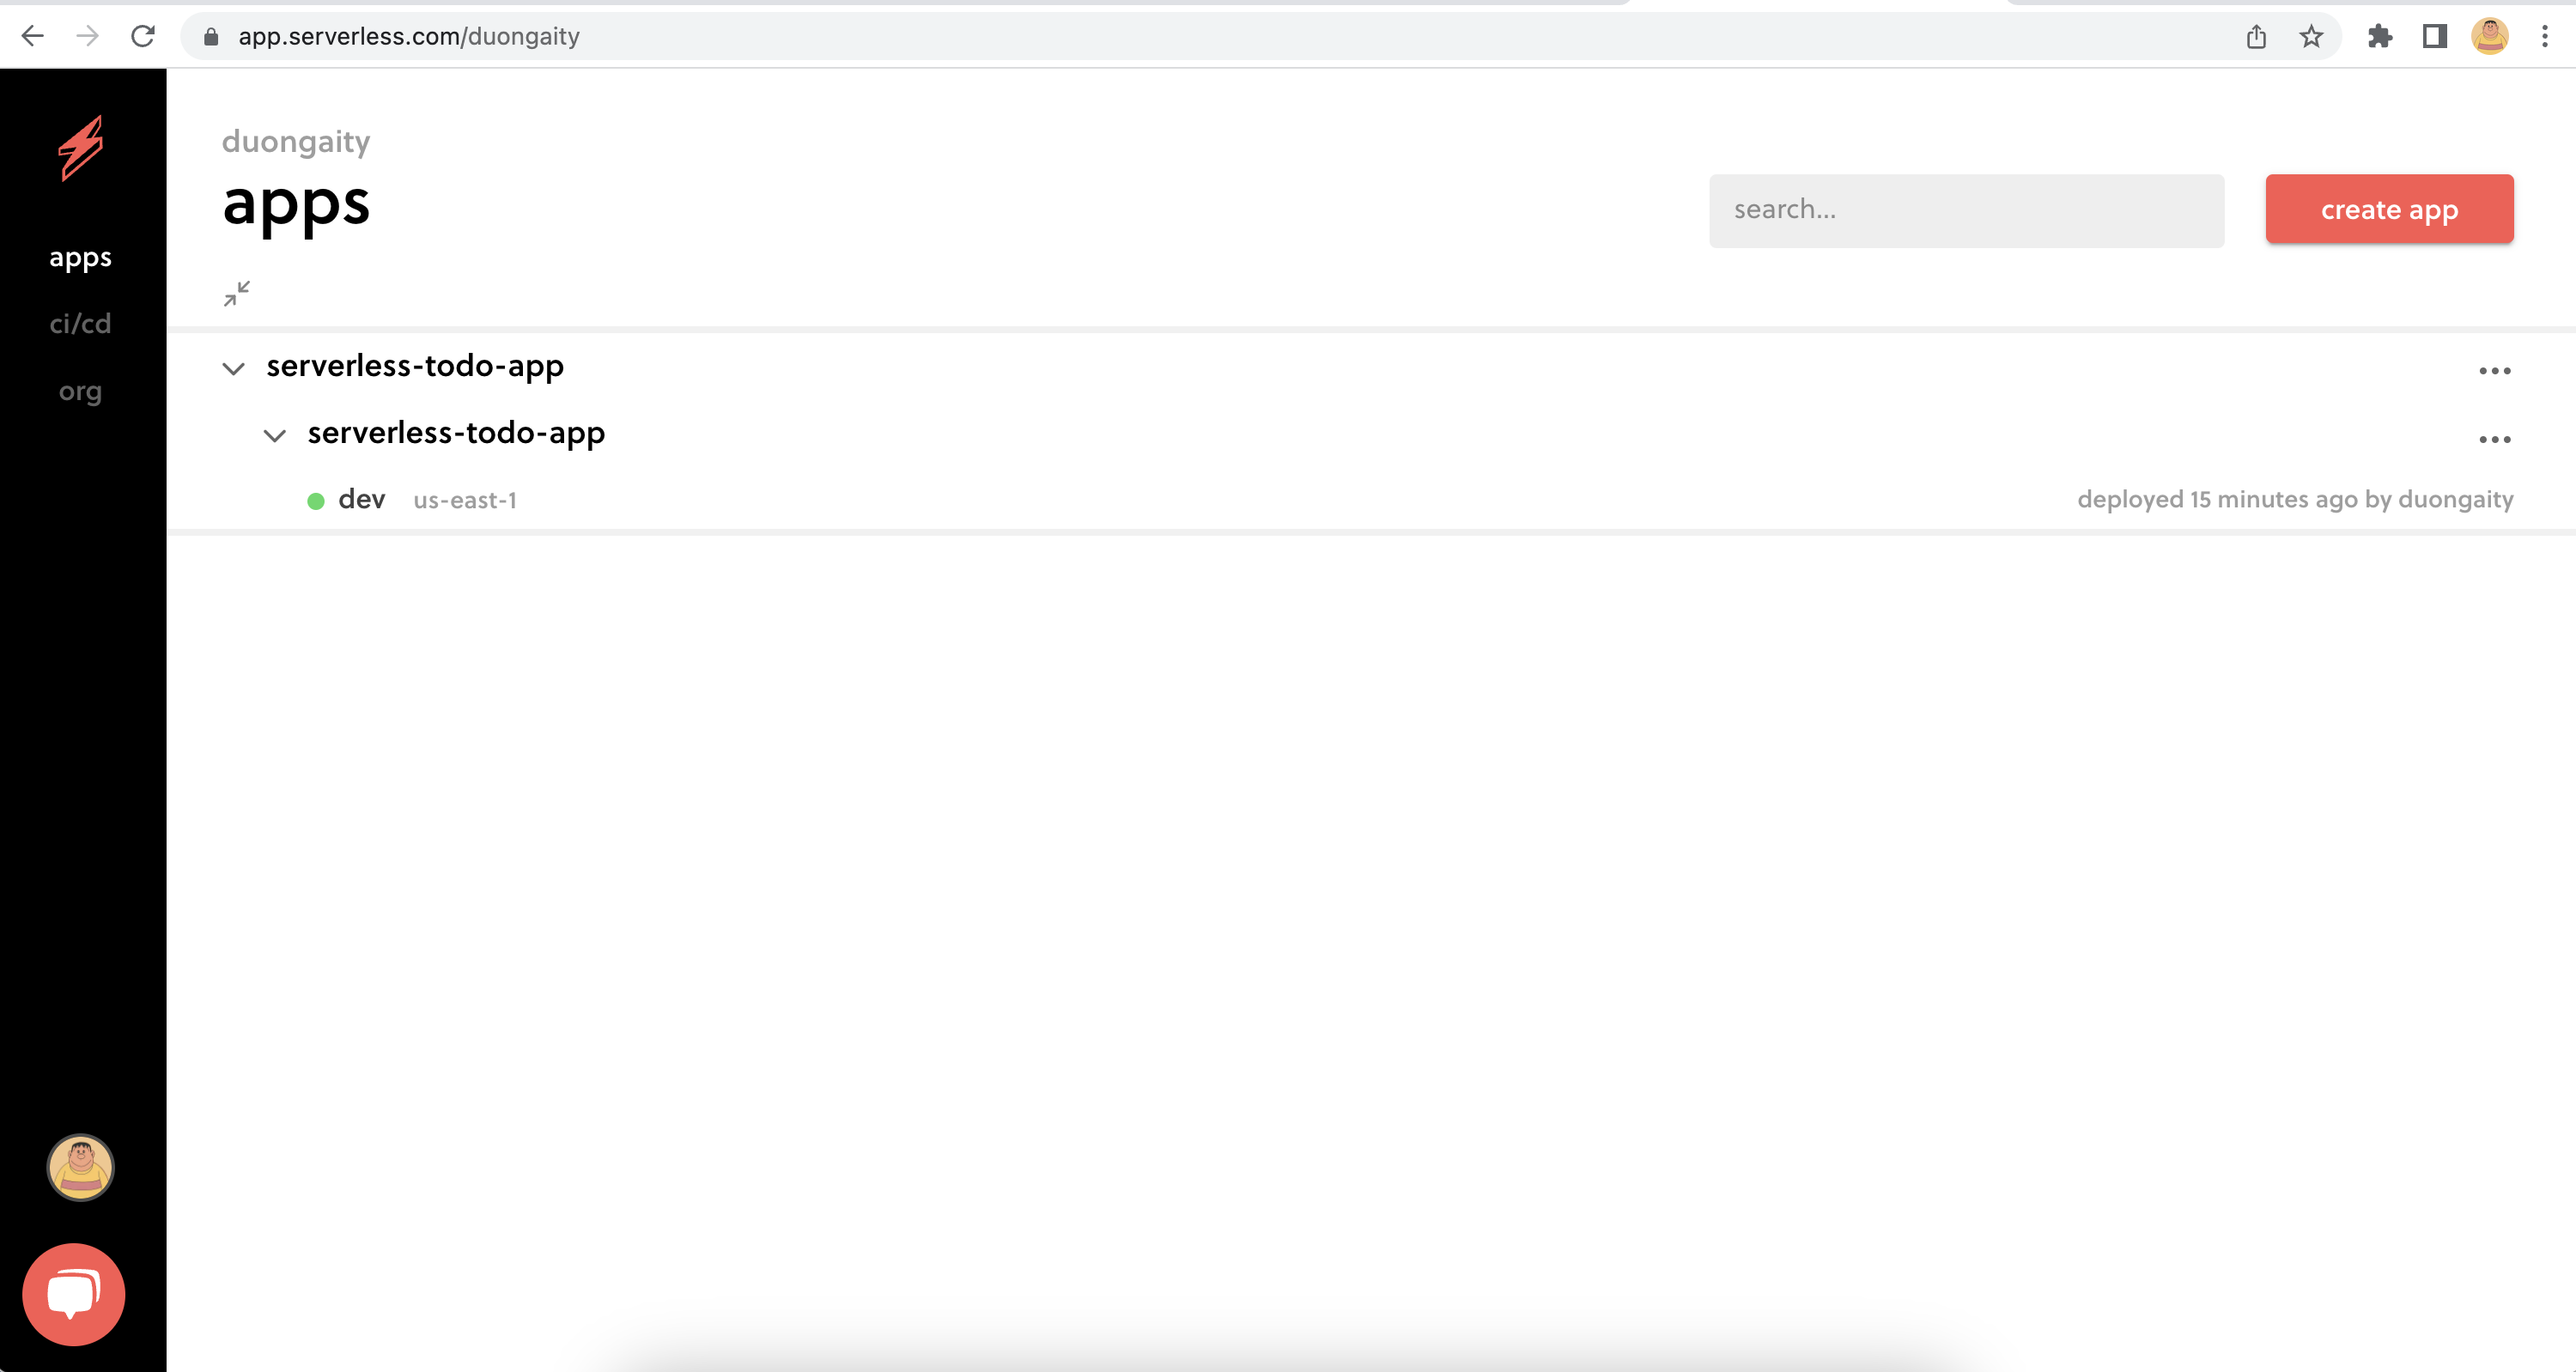 app.serverless.com/duongaity
duongaity
apps
search...
create app
apps
ci/cd
org
serverless-todo-app
serverless-todo-app
dev us-east-1
deployed 15 minutes ago by duongaity